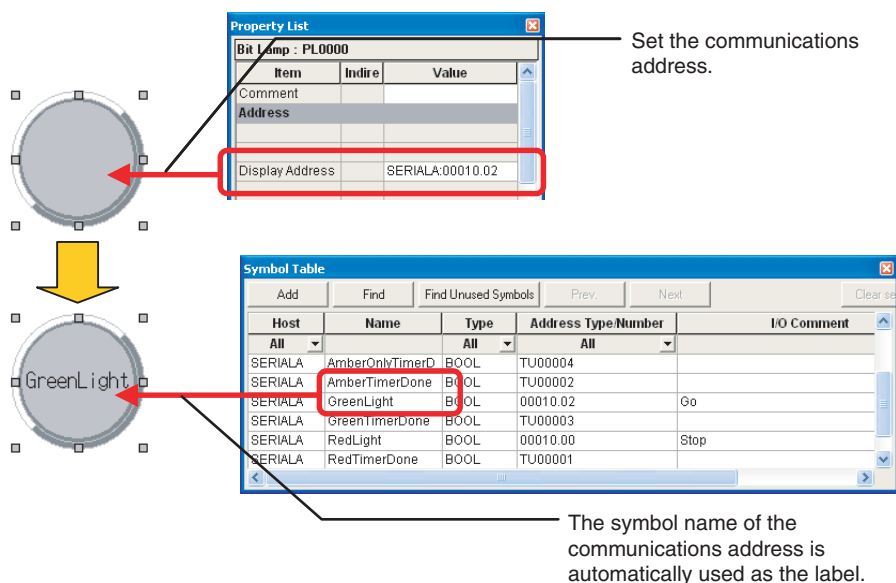 Property List
Bit Lamp : PL0000
Item Indire Value
Comment
Address
Display Address SERIALA:00010.02
Set the communications
address.
Symbol Table
Add Find Find Unused Symbols Prev. Next Clear se
Host Name Type Address Type/Number I/O Comment
All All All
SERIALA AmberOnlyTimerD BOOL TU00004
SERIALA AmberTimerDone BOOL TU00002
SERIALA GreenLight BOOL 00010.02 Go
SERIALA GreenTimerDone BOOL TU00003
SERIALA RedLight BOOL 00010.00 Stop
SERIALA RedTimerDone BOOL TU00001
GreenLight
The symbol name of the
communications address is
automatically used as the label.